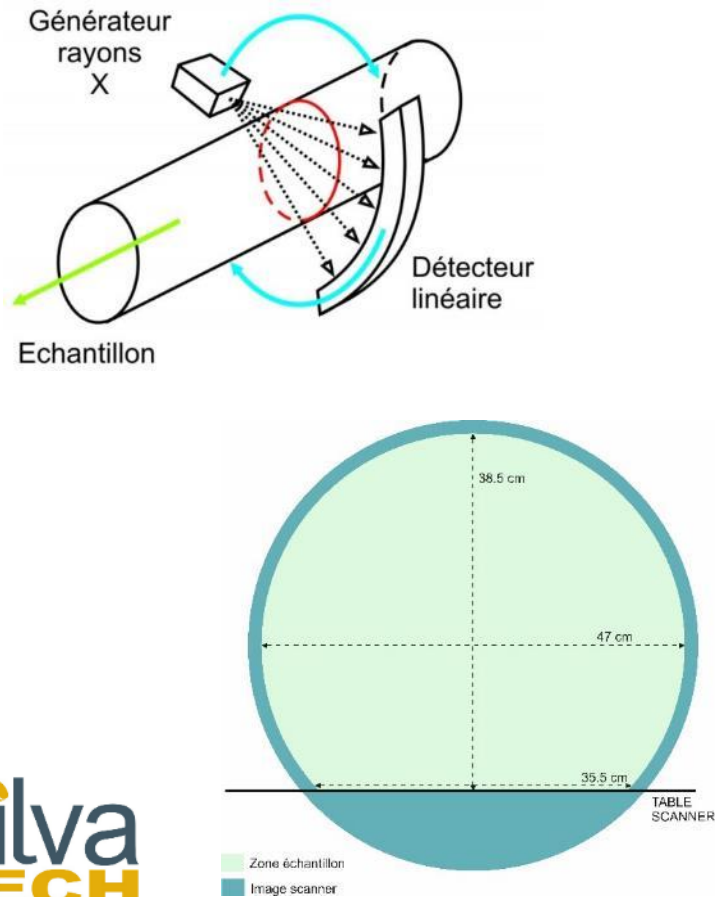 Générateur
rayons
X
Détecteur
linéaire
Echantillon
38.5 cm
47 cm
35.5 cm
TABLE
SCANNER
Zone échantillon
Image scanner